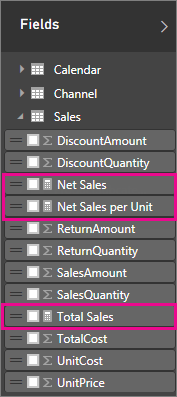 Fields
Calendar
Channel
Sales
DiscountAmount
DiscountQuantity
Net Sales
Net Sales per Unit
ReturnAmount
ReturnQuantity
SalesAmount
SalesQuantity
Total Sales
TotalCost
UnitCost
UnitPrice